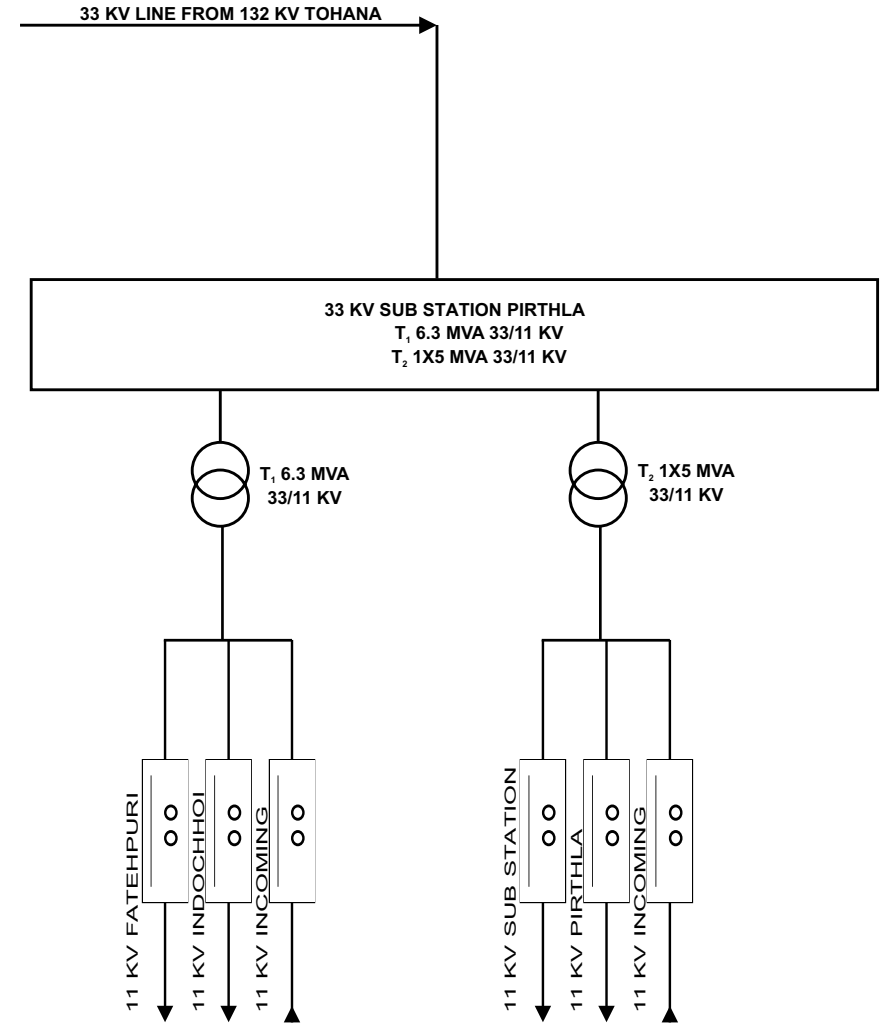 33 KV LINE FROM 132 KV TOHANA
33 KV SUB STATION PIRTHLA
T₁ 6.3 MVA 33/11 KV
T₂ 1X5 MVA 33/11 KV
T₁ 6.3 MVA
33/11 KV
T₂ 1X5 MVA
33/11 KV
11 KV FATEHPURI
11 KV INDOCHHOI
11 KV INCOMING
11 KV SUB STATION
11 KV PIRTHLA
11 KV INCOMING